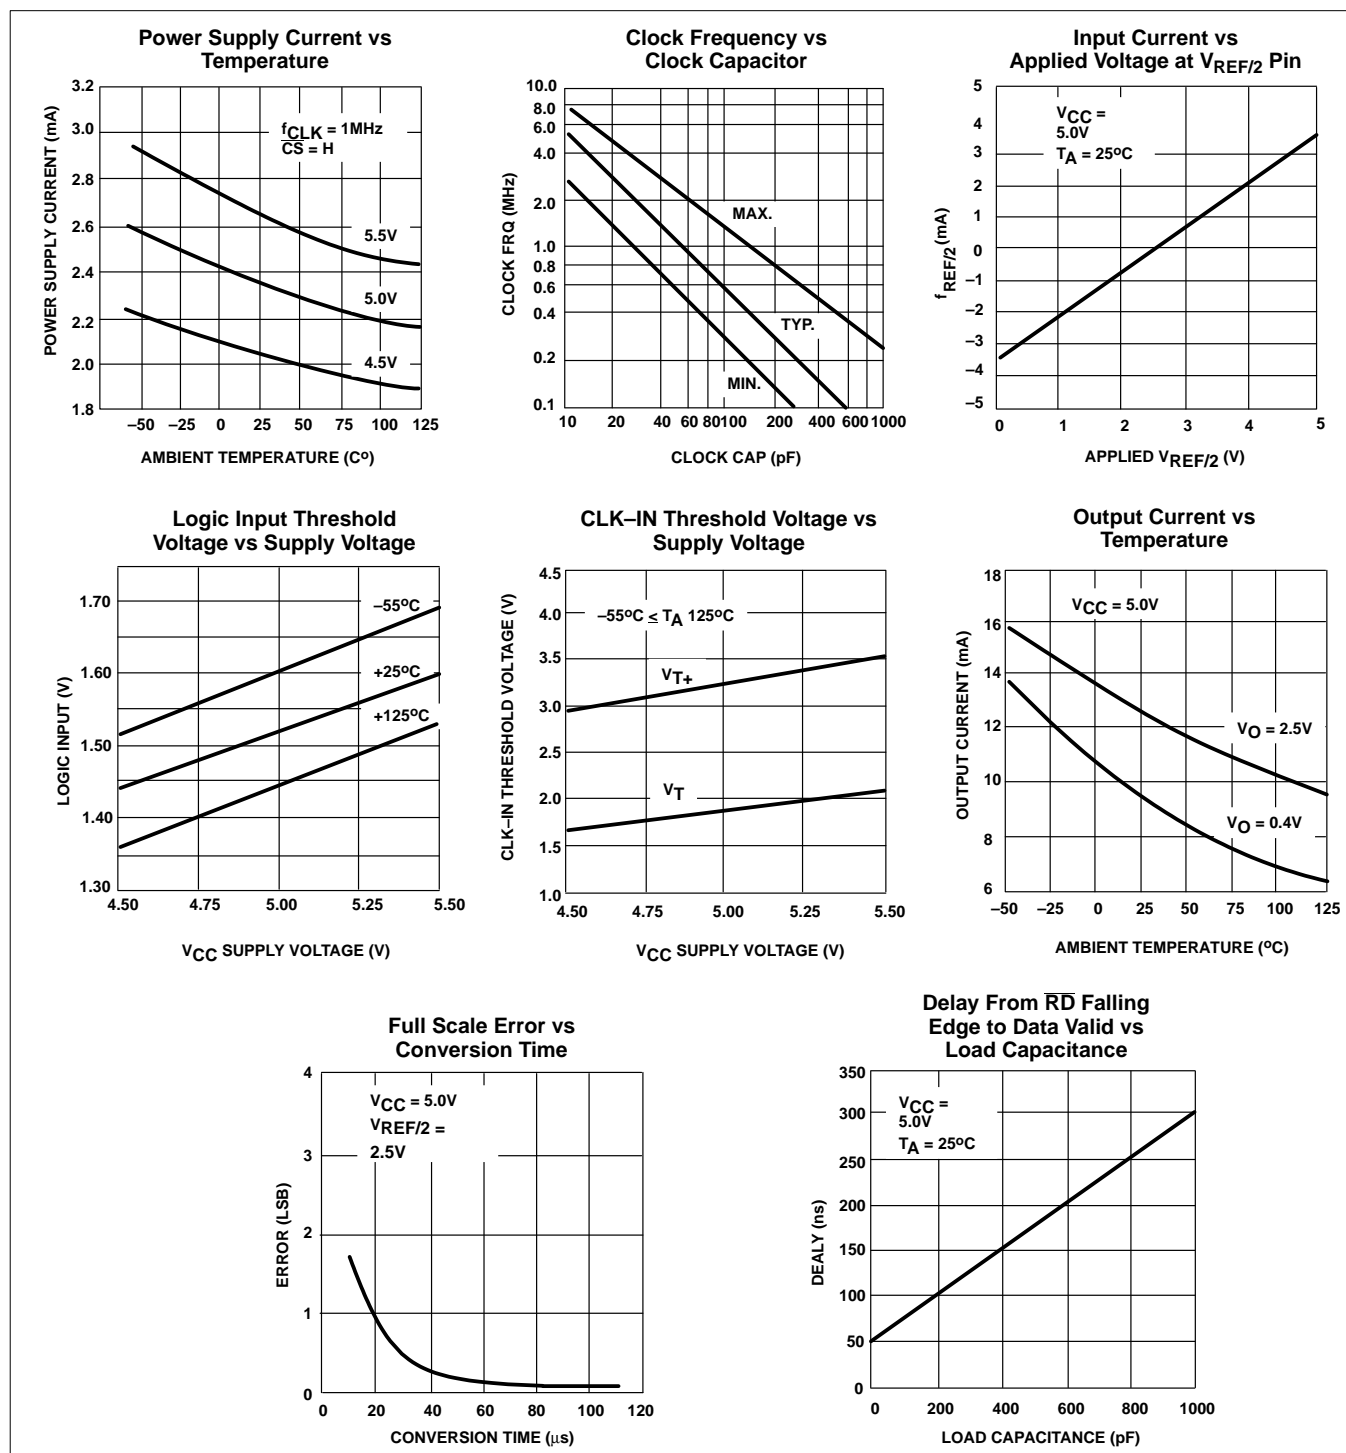 Power Supply Current vs
Temperature
3.2
3.0
2.8
2.6
2.4
2.2
2.0
1.8
POWER SUPPLY CURRENT (mA)
fCLK = 1MHz
CS = H
5.5V
5.0V
4.5V
–50 –25 0 25 50 75 100 125
AMBIENT TEMPERATURE (Co)
Clock Frequency vs
Clock Capacitor
10.0
8.0
6.0
4.0
2.0
1.0
0.8
0.6
0.4
0.2
0.1
CLOCK FRQ (MHz)
MAX.
TYP.
MIN.
10 20 40 60 80100 200 400 600 1000
CLOCK CAP (pF)
Input Current vs
Applied Voltage at VREF/2 Pin
5
4
3
2
1
0
–1
–2
–3
–4
–5
fREF/2 (mA)
VCC =
5.0V
TA = 25oC
0 1 2 3 4 5
APPLIED VREF/2 (V)
Logic Input Threshold
Voltage vs Supply Voltage
1.70
1.60
1.50
1.40
1.30
LOGIC INPUT (V)
–55oC
+25oC
+125oC
4.50 4.75 5.00 5.25 5.50
VCC SUPPLY VOLTAGE (V)
CLK–IN Threshold Voltage vs
Supply Voltage
4.5
4.0
3.5
3.0
2.5
2.0
1.5
1.0
CLK–IN THRESHOLD VOLTAGE (V)
–55oC ≤ TA 125oC
VT+
VT
4.50 4.75 5.00 5.25 5.50
VCC SUPPLY VOLTAGE (V)
Output Current vs
Temperature
18
16
14
12
10
8
6
OUTPUT CURRENT (mA)
VCC = 5.0V
VO = 2.5V
VO = 0.4V
–50 –25 0 25 50 75 100 125
AMBIENT TEMPERATURE (oC)
Full Scale Error vs
Conversion Time
4
3
2
1
0
ERROR (LSB)
VCC = 5.0V
VREF/2 =
2.5V
0 20 40 60 80 100 120
CONVERSION TIME (µs)
Delay From RD Falling
Edge to Data Valid vs
Load Capacitance
350
300
250
200
150
100
50
0
DEALY (ns)
VCC =
5.0V
TA = 25oC
0 200 400 600 800 1000
LOAD CAPACITANCE (pF)